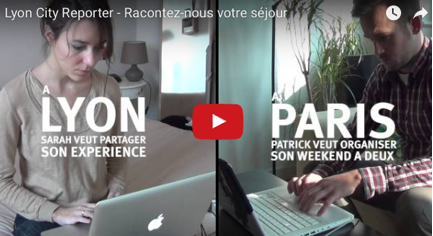 Lyon City Reporter - Racontez-nous votre séjour
A
LYON
SARAH VEUT PARTAGER
SON EXPERIENCE
A
PARIS
PATRICK VEUT ORGANISER
SON WEEKEND A DEUX